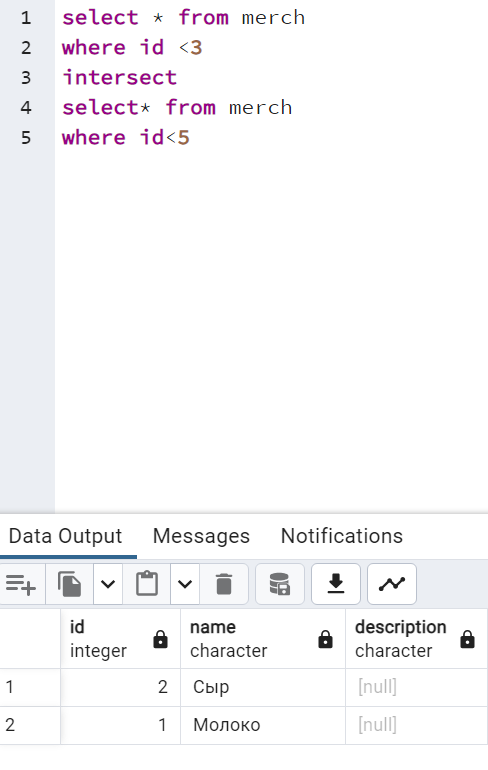 1 select * from merch
2 where id <3
3 intersect
4 select* from merch
5 where id<5
Data Output Messages Notifications
id name description
integer character character
1 2 Сыр [null]
2 1 Молоко [null]